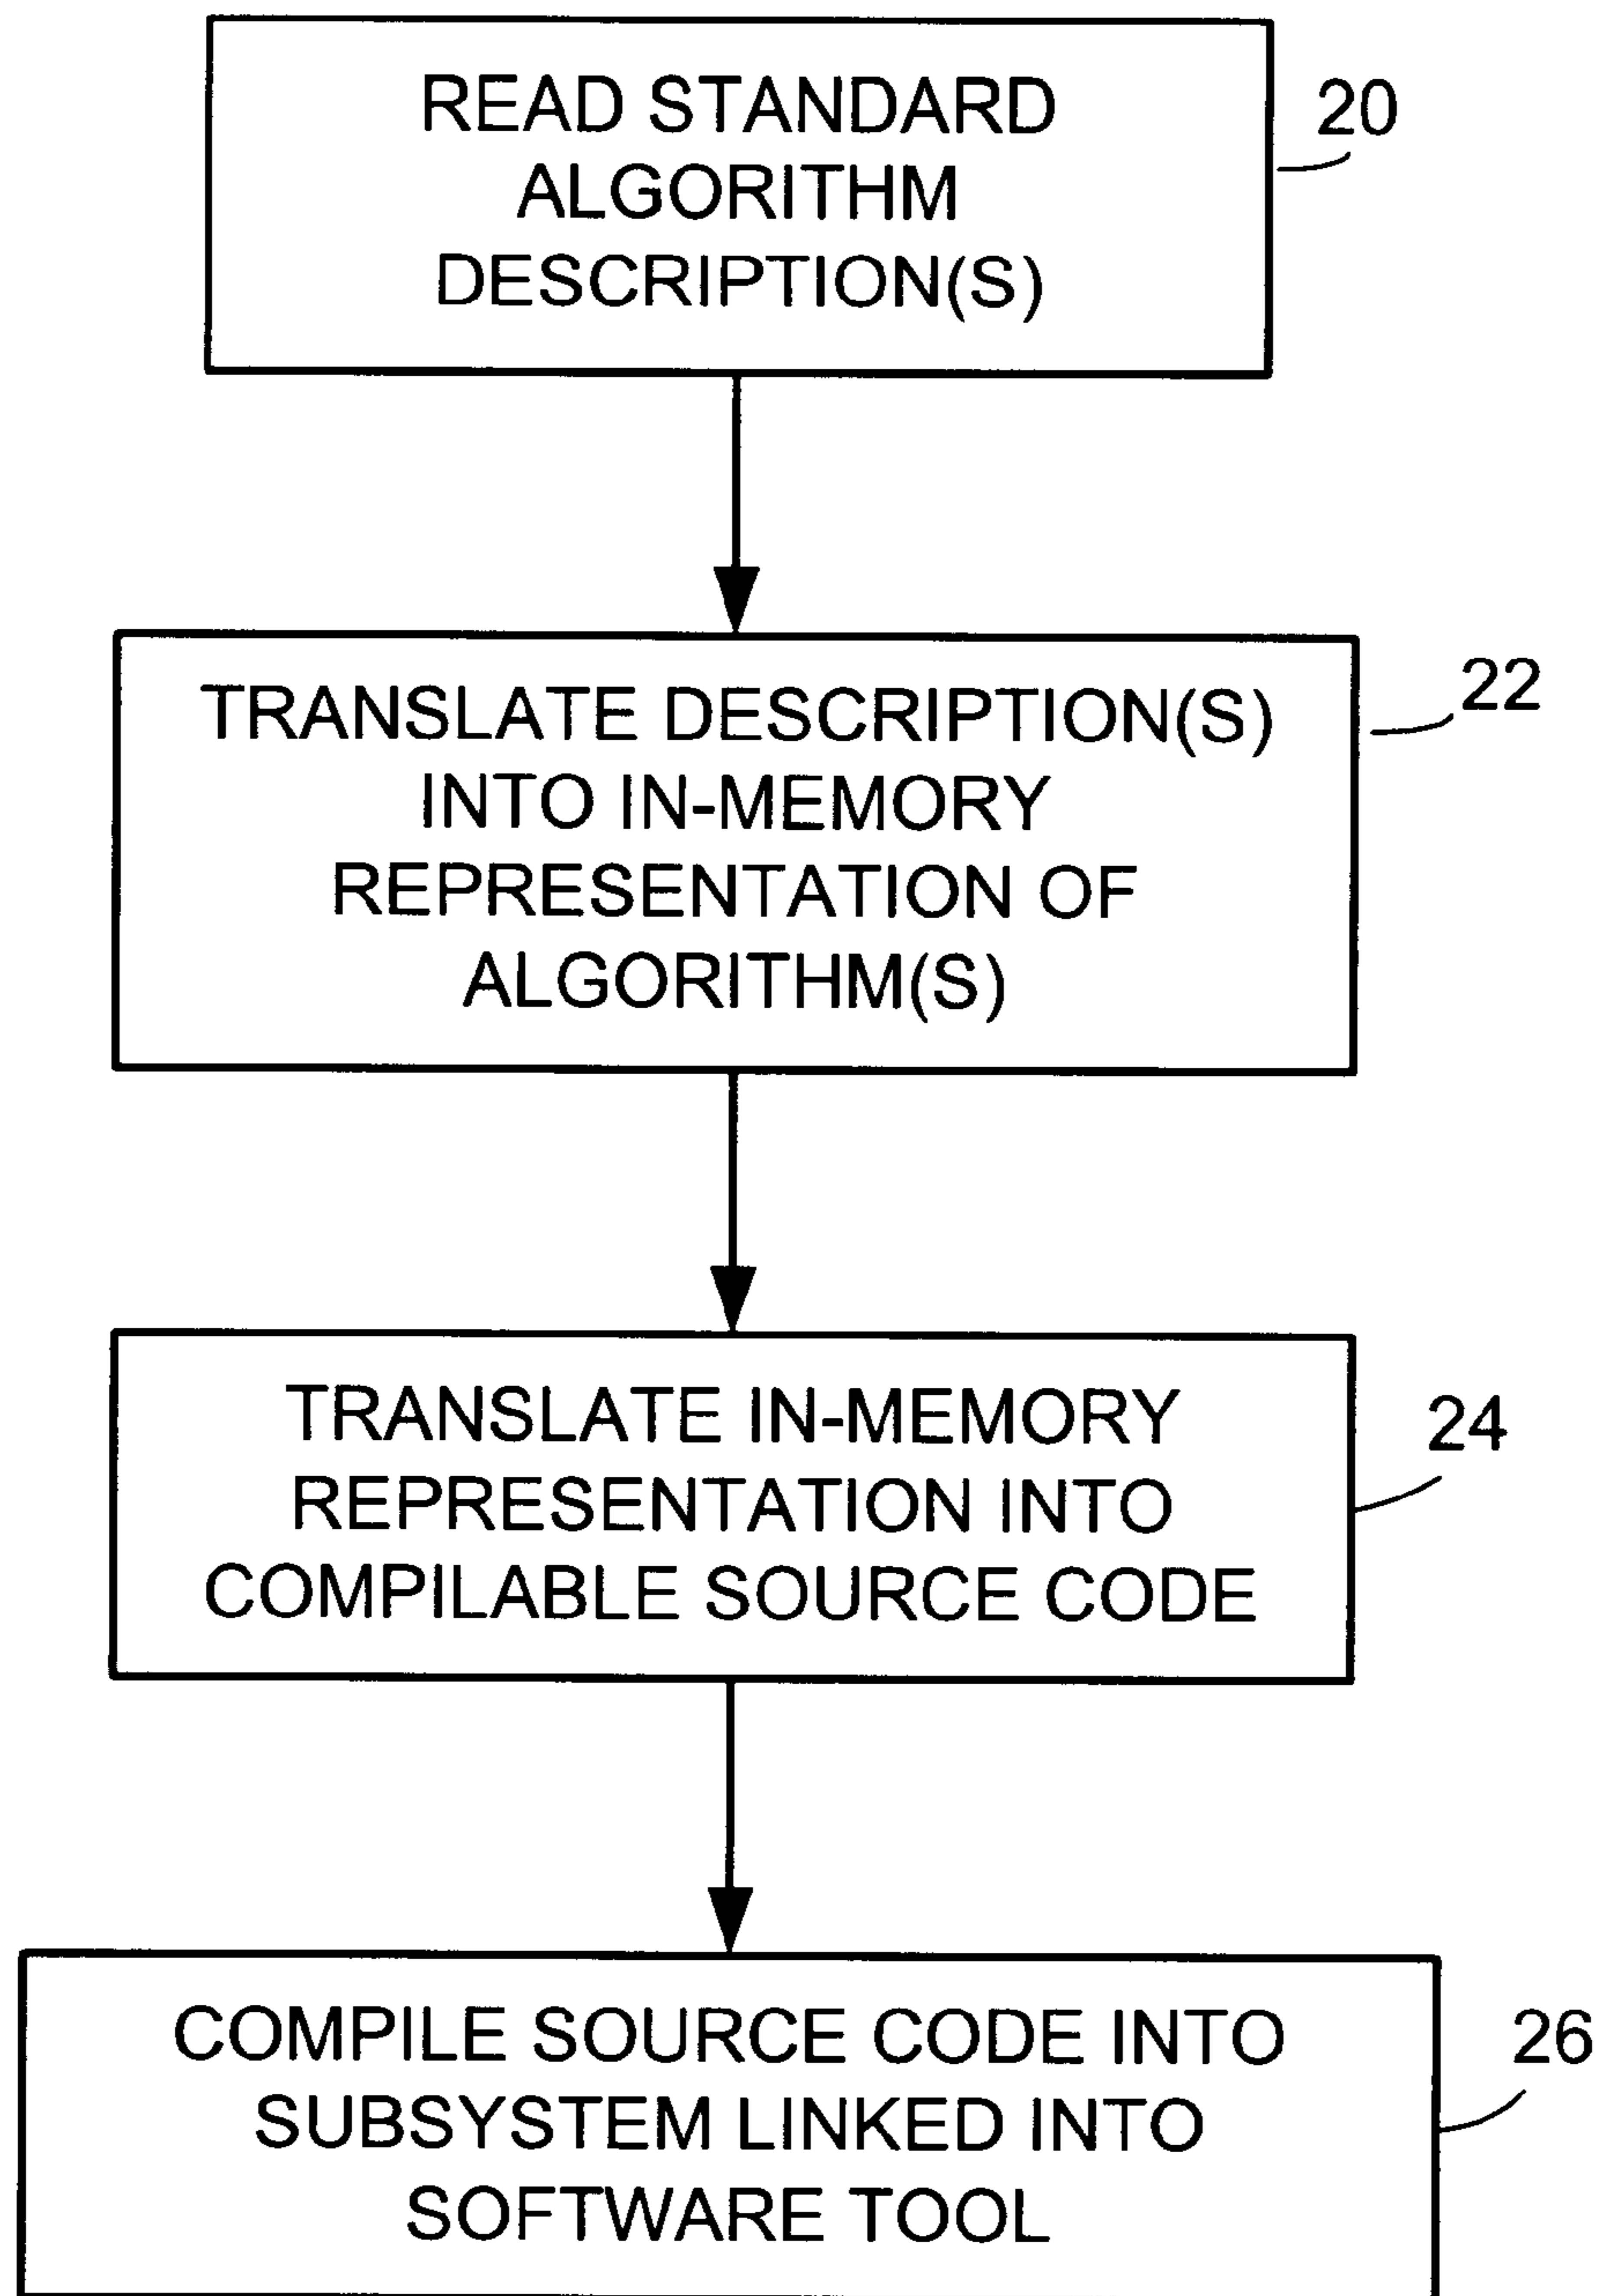 READ STANDARD
ALGORITHM
DESCRIPTION(S)
20
TRANSLATE DESCRIPTION(S)
INTO IN-MEMORY
REPRESENTATION OF
ALGORITHM(S)
22
TRANSLATE IN-MEMORY
REPRESENTATION INTO
COMPILABLE SOURCE CODE
24
COMPILE SOURCE CODE INTO
SUBSYSTEM LINKED INTO
SOFTWARE TOOL
26